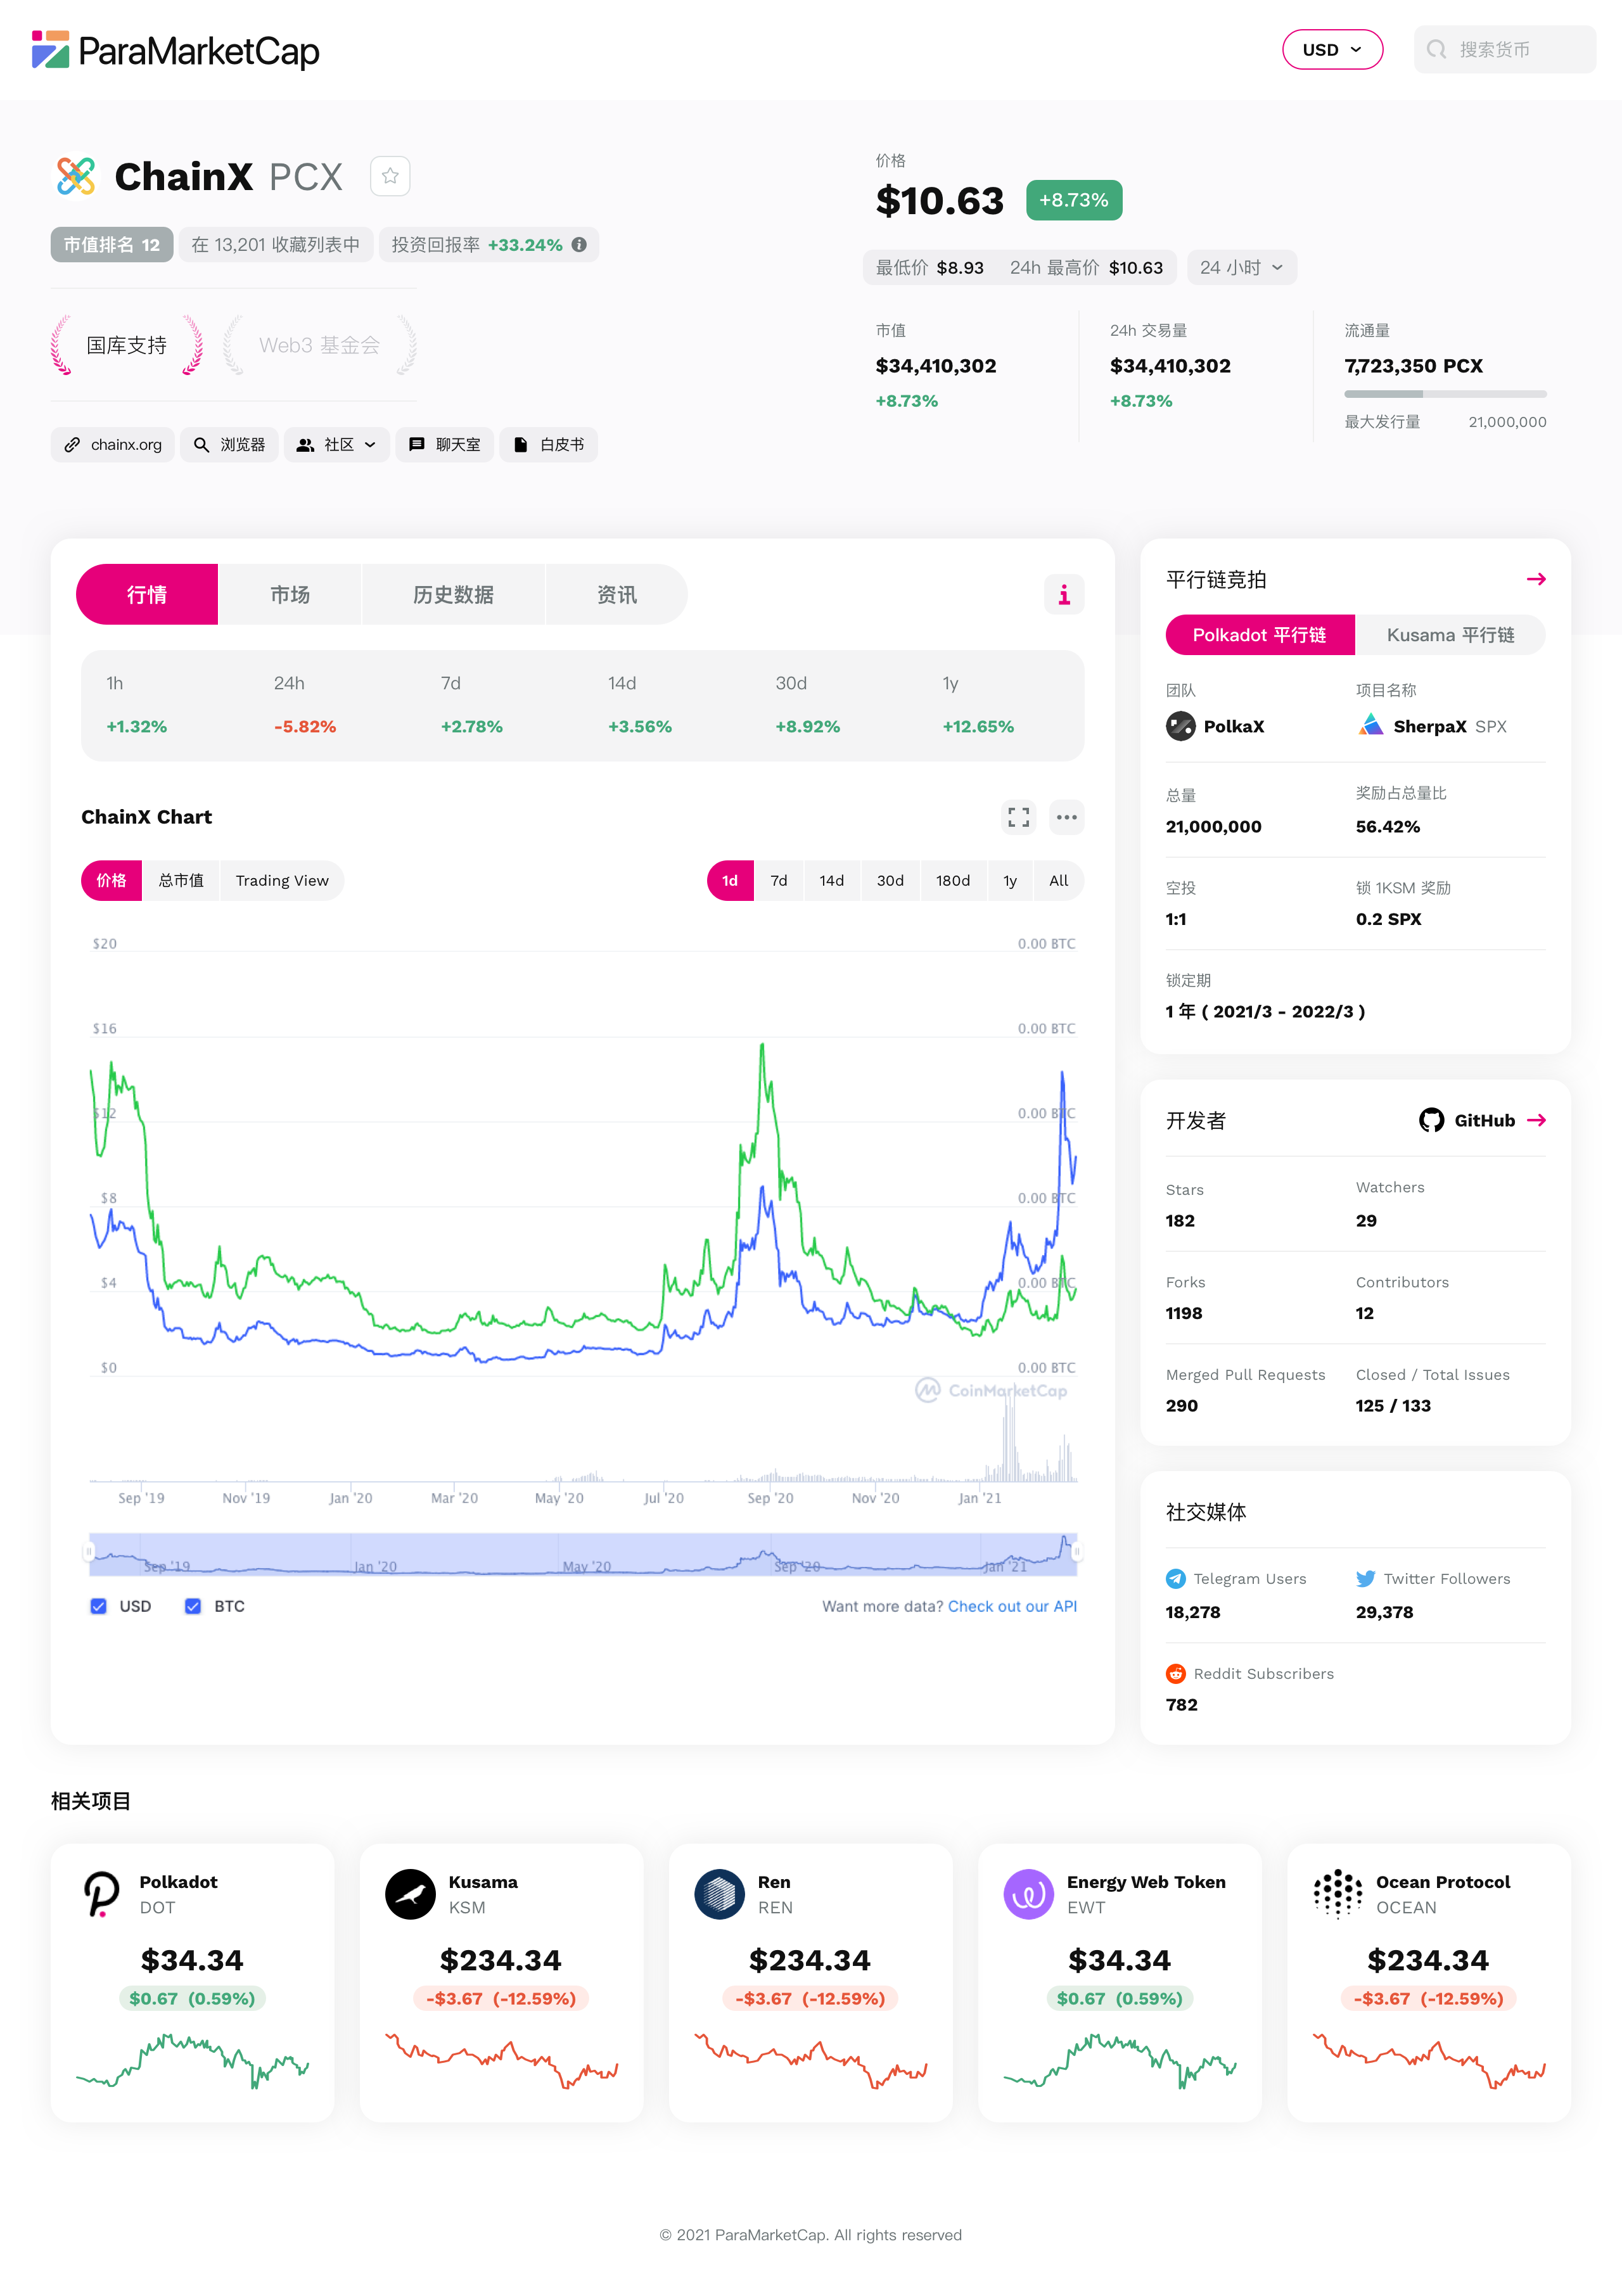 ParaMarketCap
USD
搜索货币
ChainX PCX
市值排名 12
在 13,201 收藏列表中
投资回报率 +33.24%
国库支持
Web3 基金会
chainx.org
浏览器
社区
聊天室
白皮书
价格
$10.63 +8.73%
最低价 $8.93 24h 最高价 $10.63
24 小时
市值
$34,410,302
+8.73%
24h 交易量
$34,410,302
+8.73%
流通量
7,723,350 PCX
最大发行量 21,000,000
行情 市场 历史数据 资讯
1h 24h 7d 14d 30d 1y
+1.32% -5.82% +2.78% +3.56% +8.92% +12.65%
ChainX Chart
价格 总市值 Trading View
1d 7d 14d 30d 180d 1y All
$20 0.00 BTC
$16 0.00 BTC
$12 0.00 BTC
$8 0.00 BTC
$4 0.00 BTC
$0 0.00 BTC
CoinMarketCap
Sep '19 Nov '19 Jan '20 Mar '20 May '20 Jul '20 Sep '20 Nov '20 Jan '21
Sep '19 Jan '20 May '20 Sep '20 Jan '21
USD BTC
Want more data? Check out our API
平行链竞拍
Polkadot 平行链 Kusama 平行链
团队 项目名称
PolkaX SherpaX SPX
总量 奖励占总量比
21,000,000 56.42%
空投 锁 1KSM 奖励
1:1 0.2 SPX
锁定期
1 年 ( 2021/3 - 2022/3 )
开发者 GitHub
Stars Watchers
182 29
Forks Contributors
1198 12
Merged Pull Requests Closed / Total Issues
290 125 / 133
社交媒体
Telegram Users Twitter Followers
18,278 29,378
Reddit Subscribers
782
相关项目
Polkadot
DOT
$34.34
$0.67 (0.59%)
Kusama
KSM
$234.34
-$3.67 (-12.59%)
Ren
REN
$234.34
-$3.67 (-12.59%)
Energy Web Token
EWT
$34.34
$0.67 (0.59%)
Ocean Protocol
OCEAN
$234.34
-$3.67 (-12.59%)
© 2021 ParaMarketCap. All rights reserved